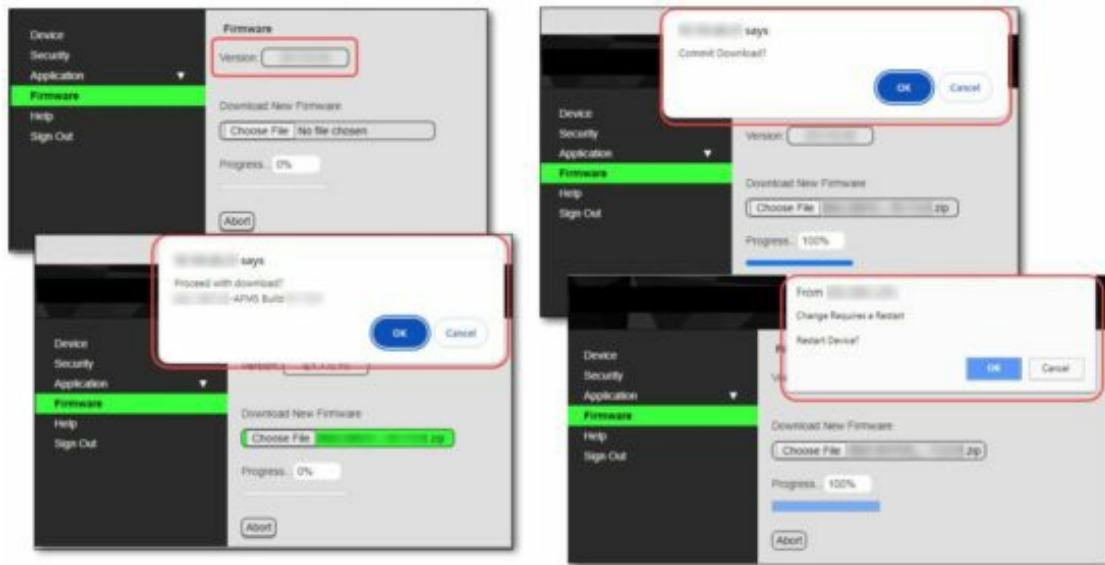 Device
Security
Application ▼
Firmware
Help
Sign Out
Firmware
Version:
Download New Firmware
Choose File No file chosen
Progress... 0%
Abort
says
Commit Download?
OK Cancel
Device
Security
Application ▼
Firmware
Help
Sign Out
Version:
Download New Firmware
Choose File .zip
Progress... 100%
says
Proceed with download?
Build
OK Cancel
Device
Security
Application ▼
Firmware
Help
Sign Out
Download New Firmware
Choose File .zip
Progress... 0%
Abort
From
Change Requires a Restart
Restart Device?
OK Cancel
Device
Security
Application ▼
Firmware
Help
Sign Out
Download New Firmware
Choose File .zip
Progress... 100%
Abort